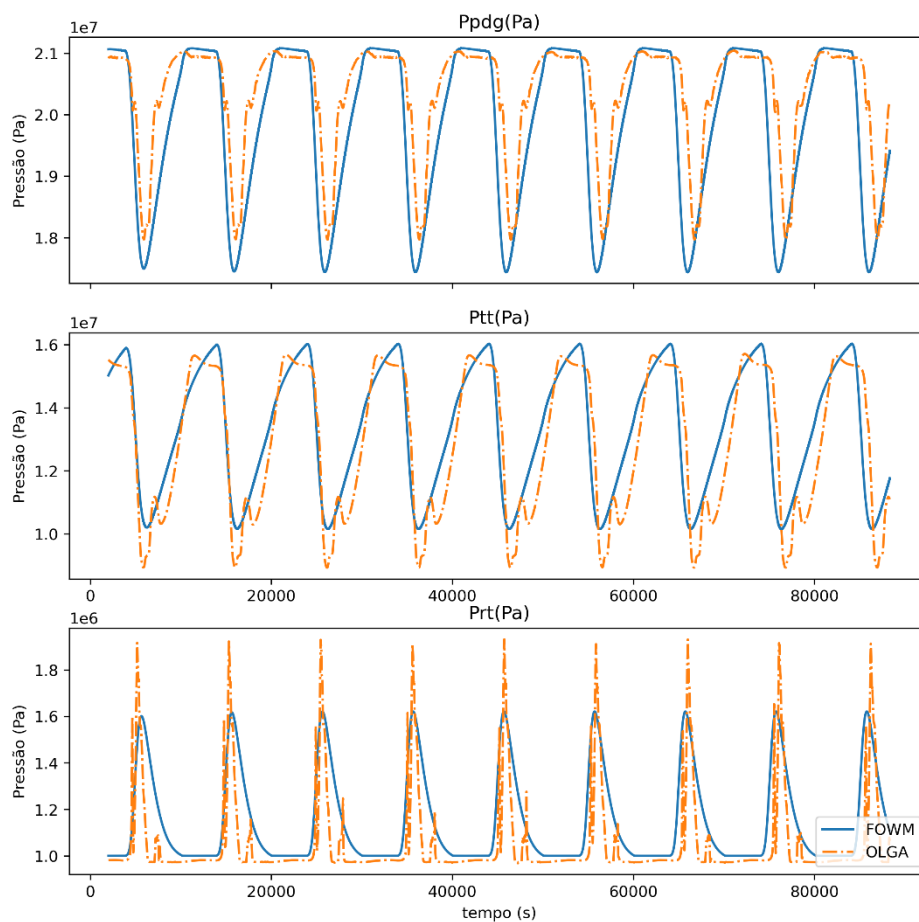 Ppdg(Pa)
1e7
Pressão (Pa)
2.1
2.0
1.9
1.8
Ptt(Pa)
1e7
Pressão (Pa)
1.6
1.4
1.2
1.0
0 20000 40000 60000 80000
Prt(Pa)
1e6
Pressão (Pa)
1.8
1.6
1.4
1.2
1.0
FOWM
OLGA
0 20000 40000 60000 80000
tempo (s)